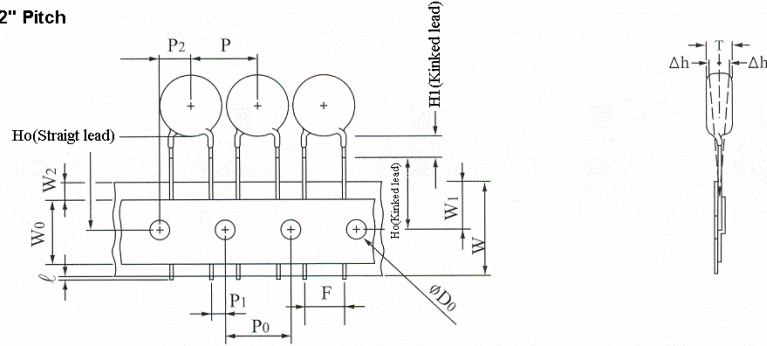 2" Pitch
P2
P
H1(Kinked lead)
T
Δh
Δh
Ho(Straigt lead)
W2
W0
Ho(Kinked lead)
W1
W
ℓ
P1
F
øD0
P0